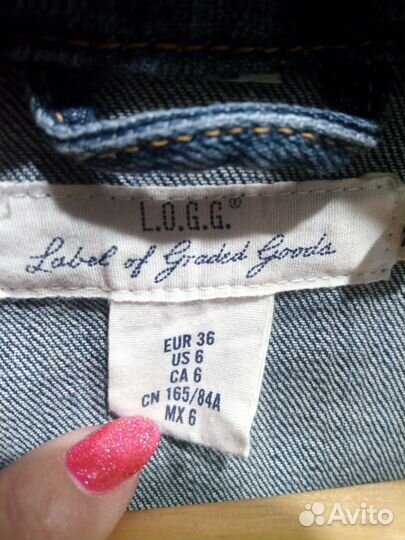 L.O.G.G.®
Label of Graded Goods
EUR 36
US 6
CA 6
CN 165/84A
MX 6
Avito